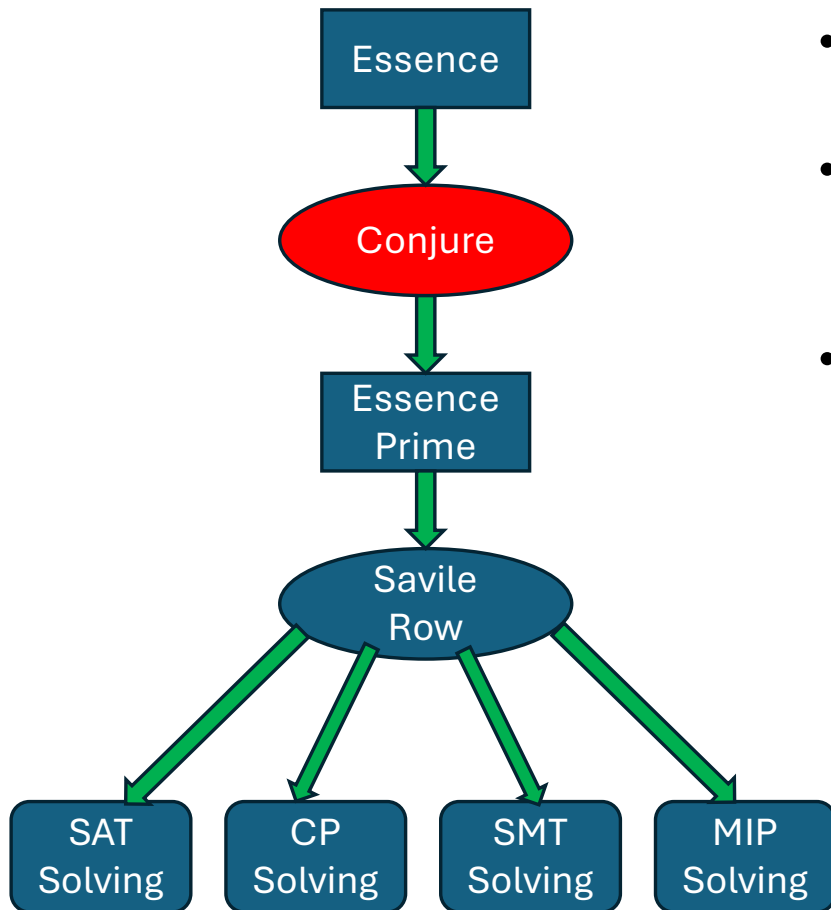 Essence
Conjure
Essence
Prime
Savile
Row
SAT
Solving
CP
Solving
SMT
Solving
MIP
Solving